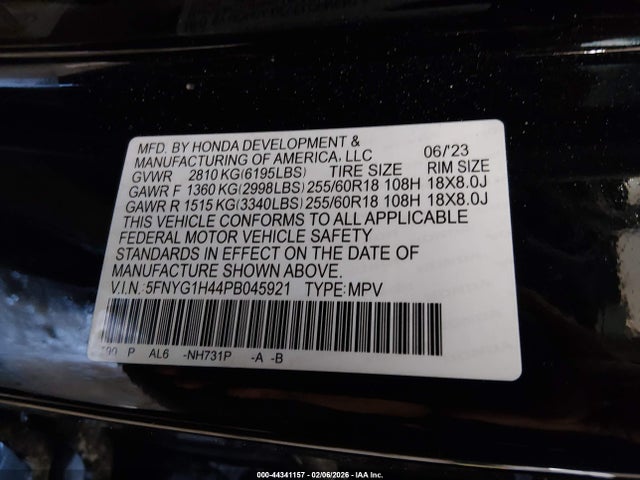 MFD. BY HONDA DEVELOPMENT &
MANUFACTURING OF AMERICA, LLC 06/'23
GVWR 2810 KG(6195LBS) TIRE SIZE RIM SIZE
GAWR F 1360 KG(2998LBS) 255/60R18 108H 18X8.0J
GAWR R 1515 KG(3340LBS) 255/60R18 108H 18X8.0J
THIS VEHICLE CONFORMS TO ALL APPLICABLE
FEDERAL MOTOR VEHICLE SAFETY
STANDARDS IN EFFECT ON THE DATE OF
MANUFACTURE SHOWN ABOVE.
V.I.N.:5FNYG1H44PB045921 TYPE:MPV
P AL6 -NH731P -A -B
000-44341157 - 02/06/2026 - IAA Inc.